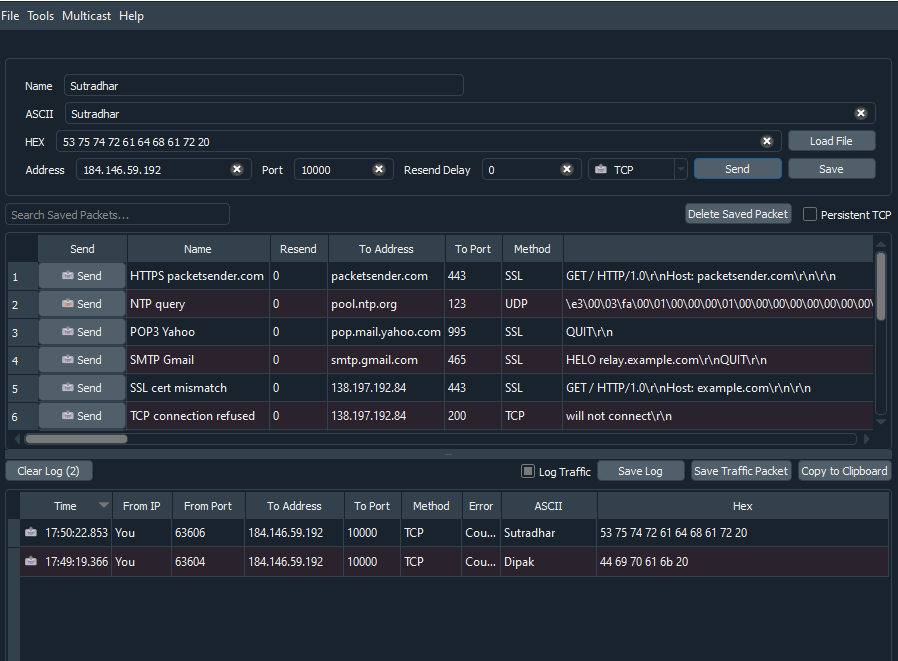 File Tools Multicast Help
Name Sutradhar
ASCII Sutradhar
HEX 53 75 74 72 61 64 68 61 72 20 Load File
Address 184.146.59.192 Port 10000 Resend Delay 0 TCP Send Save
Search Saved Packets... Delete Saved Packet Persistent TCP
Send Name Resend To Address To Port Method
1 Send HTTPS packetsender.com 0 packetsender.com 443 SSL GET / HTTP/1.0\r\nHost: packetsender.com\r\n\r\n
2 Send NTP query 0 pool.ntp.org 123 UDP \e3\00\03\fa\00\01\00\00\00\01\00\00\00\00\00\00\00\00\
3 Send POP3 Yahoo 0 pop.mail.yahoo.com 995 SSL QUIT\r\n
4 Send SMTP Gmail 0 smtp.gmail.com 465 SSL HELO relay.example.com\r\nQUIT\r\n
5 Send SSL cert mismatch 0 138.197.192.84 443 SSL GET / HTTP/1.0\r\nHost: example.com\r\n\r\n
6 Send TCP connection refused 0 138.197.192.84 200 TCP will not connect\r\n
Clear Log (2) Log Traffic Save Log Save Traffic Packet Copy to Clipboard
Time From IP From Port To Address To Port Method Error ASCII Hex
17:50:22.853 You 63606 184.146.59.192 10000 TCP Cou... Sutradhar 53 75 74 72 61 64 68 61 72 20
17:49:19.366 You 63604 184.146.59.192 10000 TCP Cou... Dipak 44 69 70 61 6b 20